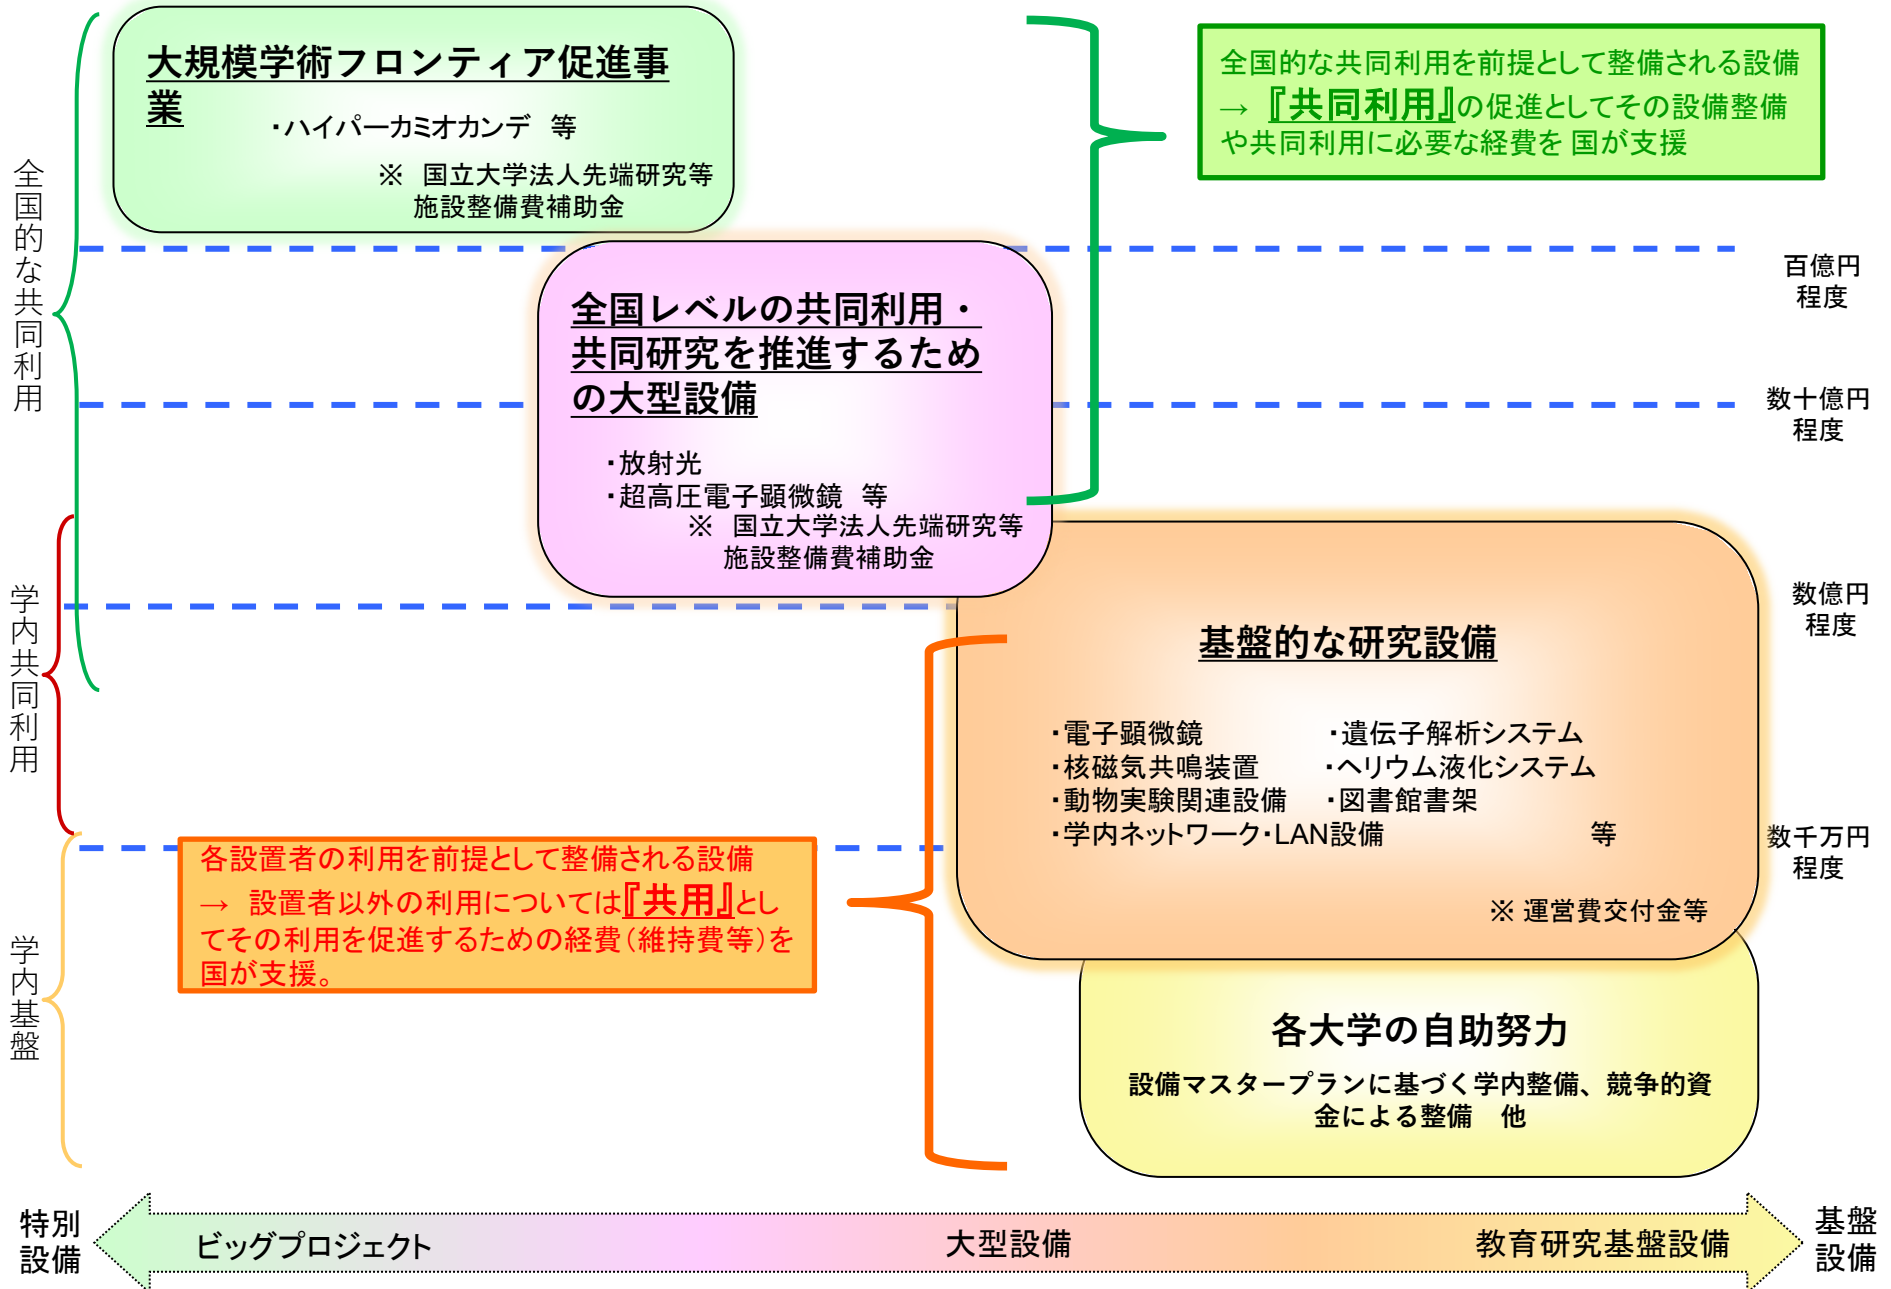 大規模学術フロンティア促進事
業
・ハイパーカミオカンデ 等
※ 国立大学法人先端研究等
施設整備費補助金
全国的な共同利用を前提として整備される設備
→ 『共同利用』の促進としてその設備整備
や共同利用に必要な経費を 国が支援
全国的な共同利用
百億円
程度
全国レベルの共同利用・
共同研究を推進するため
の大型設備
・放射光
・超高圧電子顕微鏡 等
※ 国立大学法人先端研究等
施設整備費補助金
数十億円
程度
学内共同利用
数億円
程度
基盤的な研究設備
・電子顕微鏡 ・遺伝子解析システム
・核磁気共鳴装置 ・ヘリウム液化システム
・動物実験関連設備 ・図書館書架
・学内ネットワーク・LAN設備 等
※ 運営費交付金等
数千万円
程度
各設置者の利用を前提として整備される設備
→ 設置者以外の利用については『共用』とし
てその利用を促進するための経費(維持費等)を
国が支援。
学内基盤
各大学の自助努力
設備マスタープランに基づく学内整備、競争的資
金による整備 他
特別
設備
ビッグプロジェクト
大型設備
教育研究基盤設備
基盤
設備